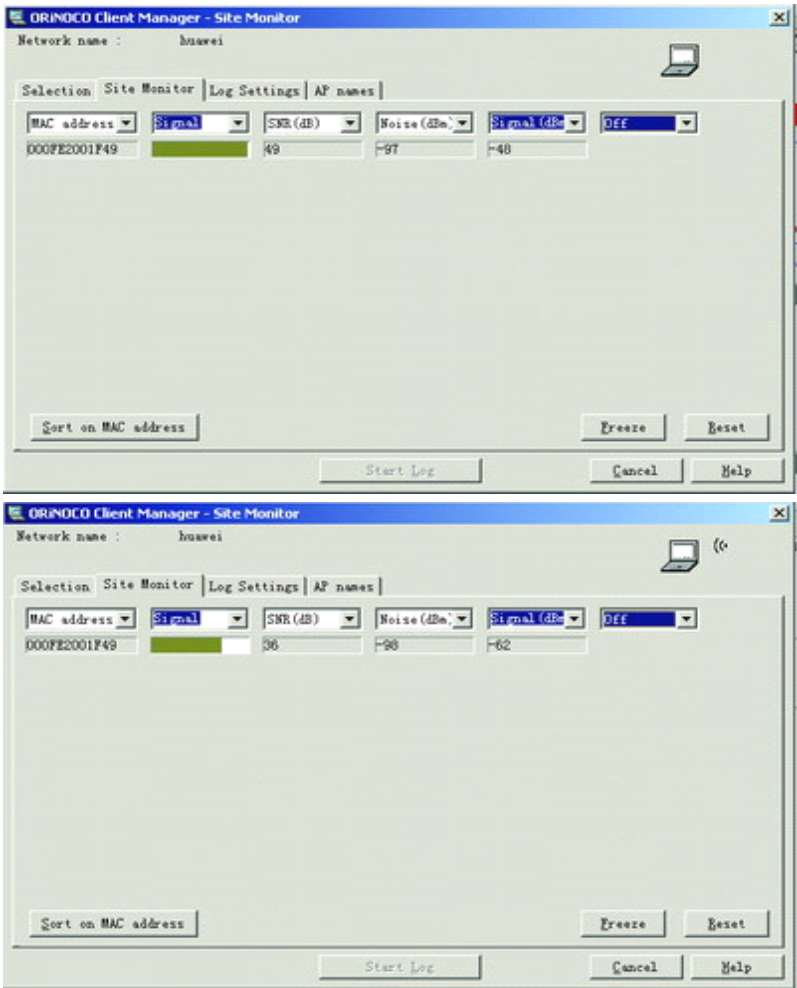 ORiNOCO Client Manager - Site Monitor
Network name : huawei
Selection Site Monitor Log Settings AP names
MAC address Signal SNR(dB) Noise(dBm) Signal(dBm Off
000FE2001F49 49 -97 -48
Sort on MAC address Freeze Reset
Start Log Cancel Help
ORiNOCO Client Manager - Site Monitor
Network name : huawei
Selection Site Monitor Log Settings AP names
MAC address Signal SNR(dB) Noise(dBm) Signal(dBm Off
000FE2001F49 36 -98 -62
Sort on MAC address Freeze Reset
Start Log Cancel Help